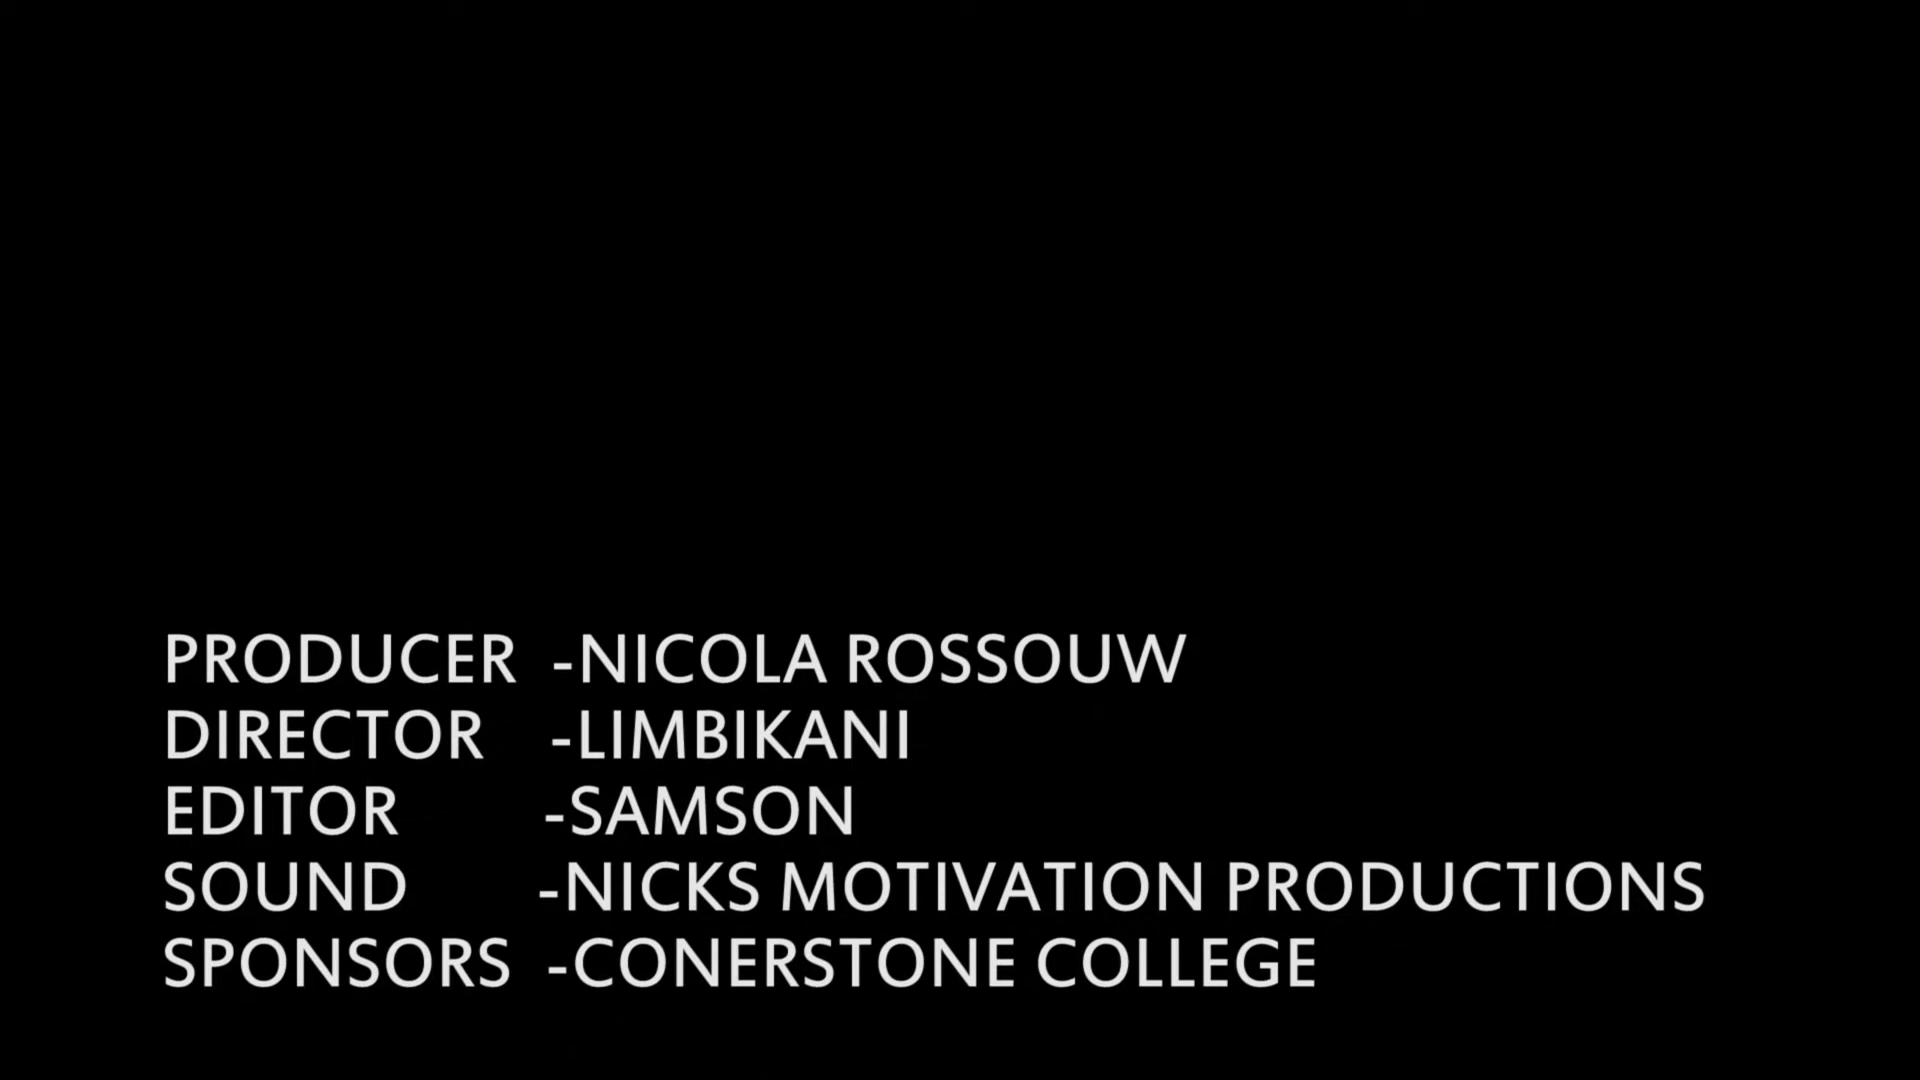 PRODUCER -NICOLA ROSSOUW
DIRECTOR -LIMBIKANI
EDITOR -SAMSON
SOUND -NICKS MOTIVATION PRODUCTIONS
SPONSORS -CONERSTONE COLLEGE